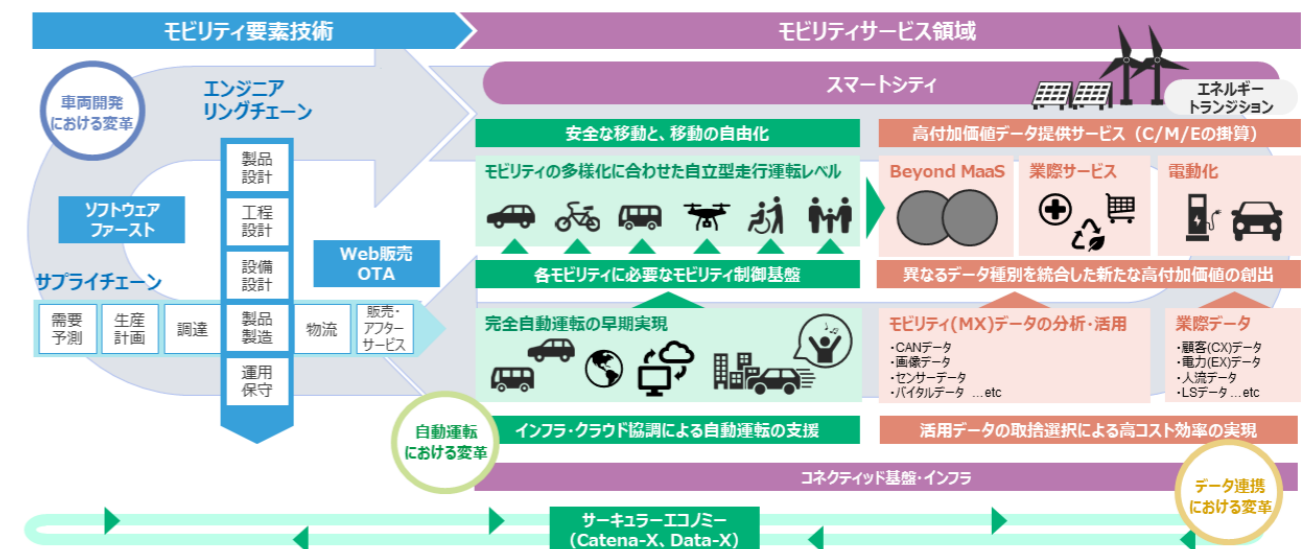 モビリティ要素技術
モビリティサービス領域
車両開発
における変革
エンジニア
リングチェーン
製品
設計
工程
設計
設備
設計
製品
製造
運用
保守
ソフトウェア
ファースト
Web販売
OTA
サプライチェーン
需要
予測
生産
計画
調達
物流
販売・
アフター
サービス
スマートシティ
エネルギー
トランジション
安全な移動と、移動の自由化
モビリティの多様化に合わせた自立型走行運転レベル
各モビリティに必要なモビリティ制御基盤
完全自動運転の早期実現
インフラ・クラウド協調による自動運転の支援
自動運転
における変革
高付加価値データ提供サービス（C/M/Eの掛算）
Beyond MaaS
業際サービス
電動化
異なるデータ種別を統合した新たな高付加価値の創出
モビリティ(MX)データの分析・活用
・CANデータ
・画像データ
・センサーデータ
・バイタルデータ …etc
業際データ
・顧客(CX)データ
・電力(EX)データ
・人流データ
・LSデータ …etc
活用データの取捨選択による高コスト効率の実現
コネクティッド基盤・インフラ
データ連携
における変革
サーキュラーエコノミー
(Catena-X、Data-X)